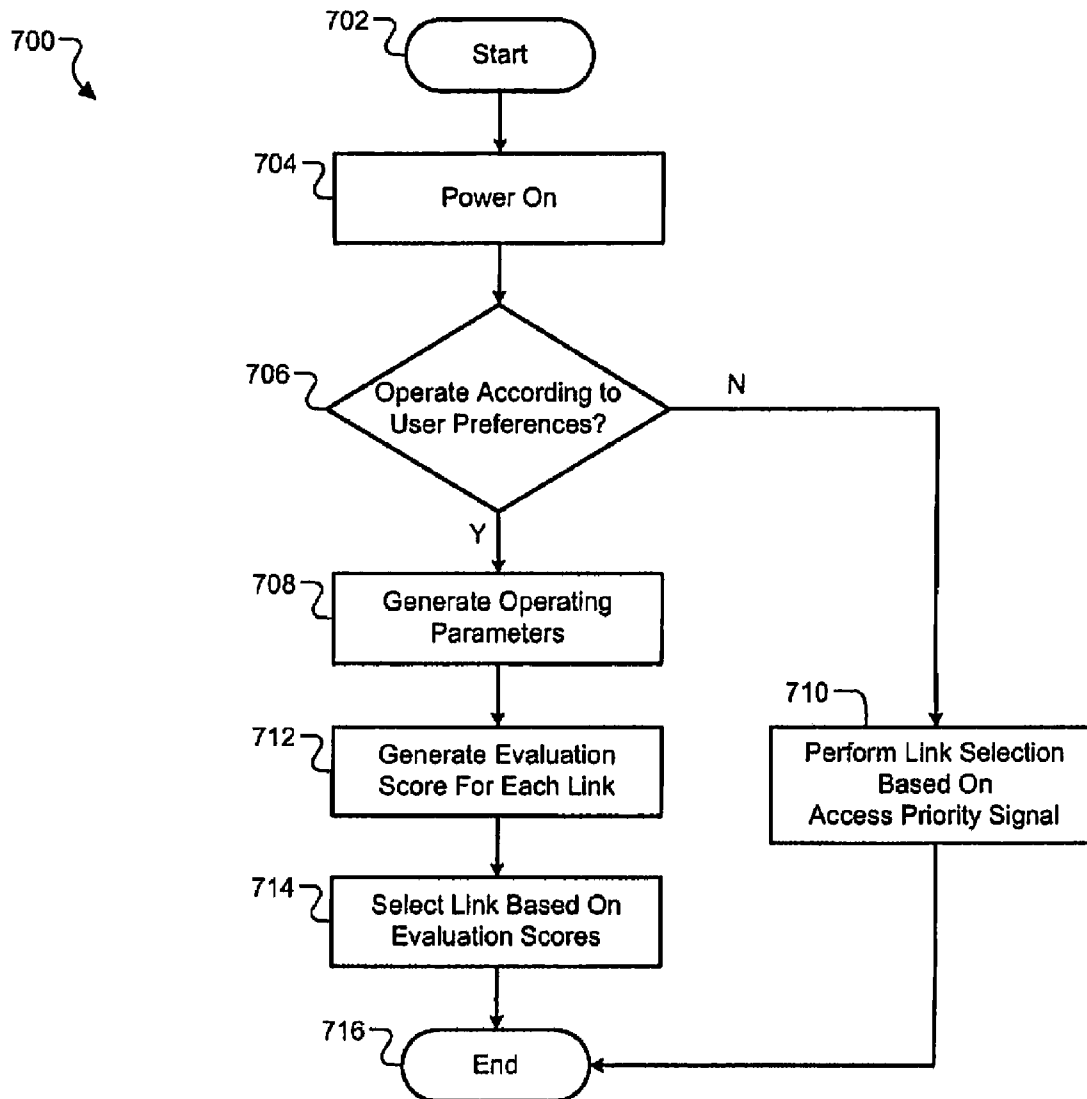 700
702
Start
704
Power On
706
Operate According to
User Preferences?
N
Y
708
Generate Operating
Parameters
710
Perform Link Selection
Based On
Access Priority Signal
712
Generate Evaluation
Score For Each Link
714
Select Link Based On
Evaluation Scores
716
End